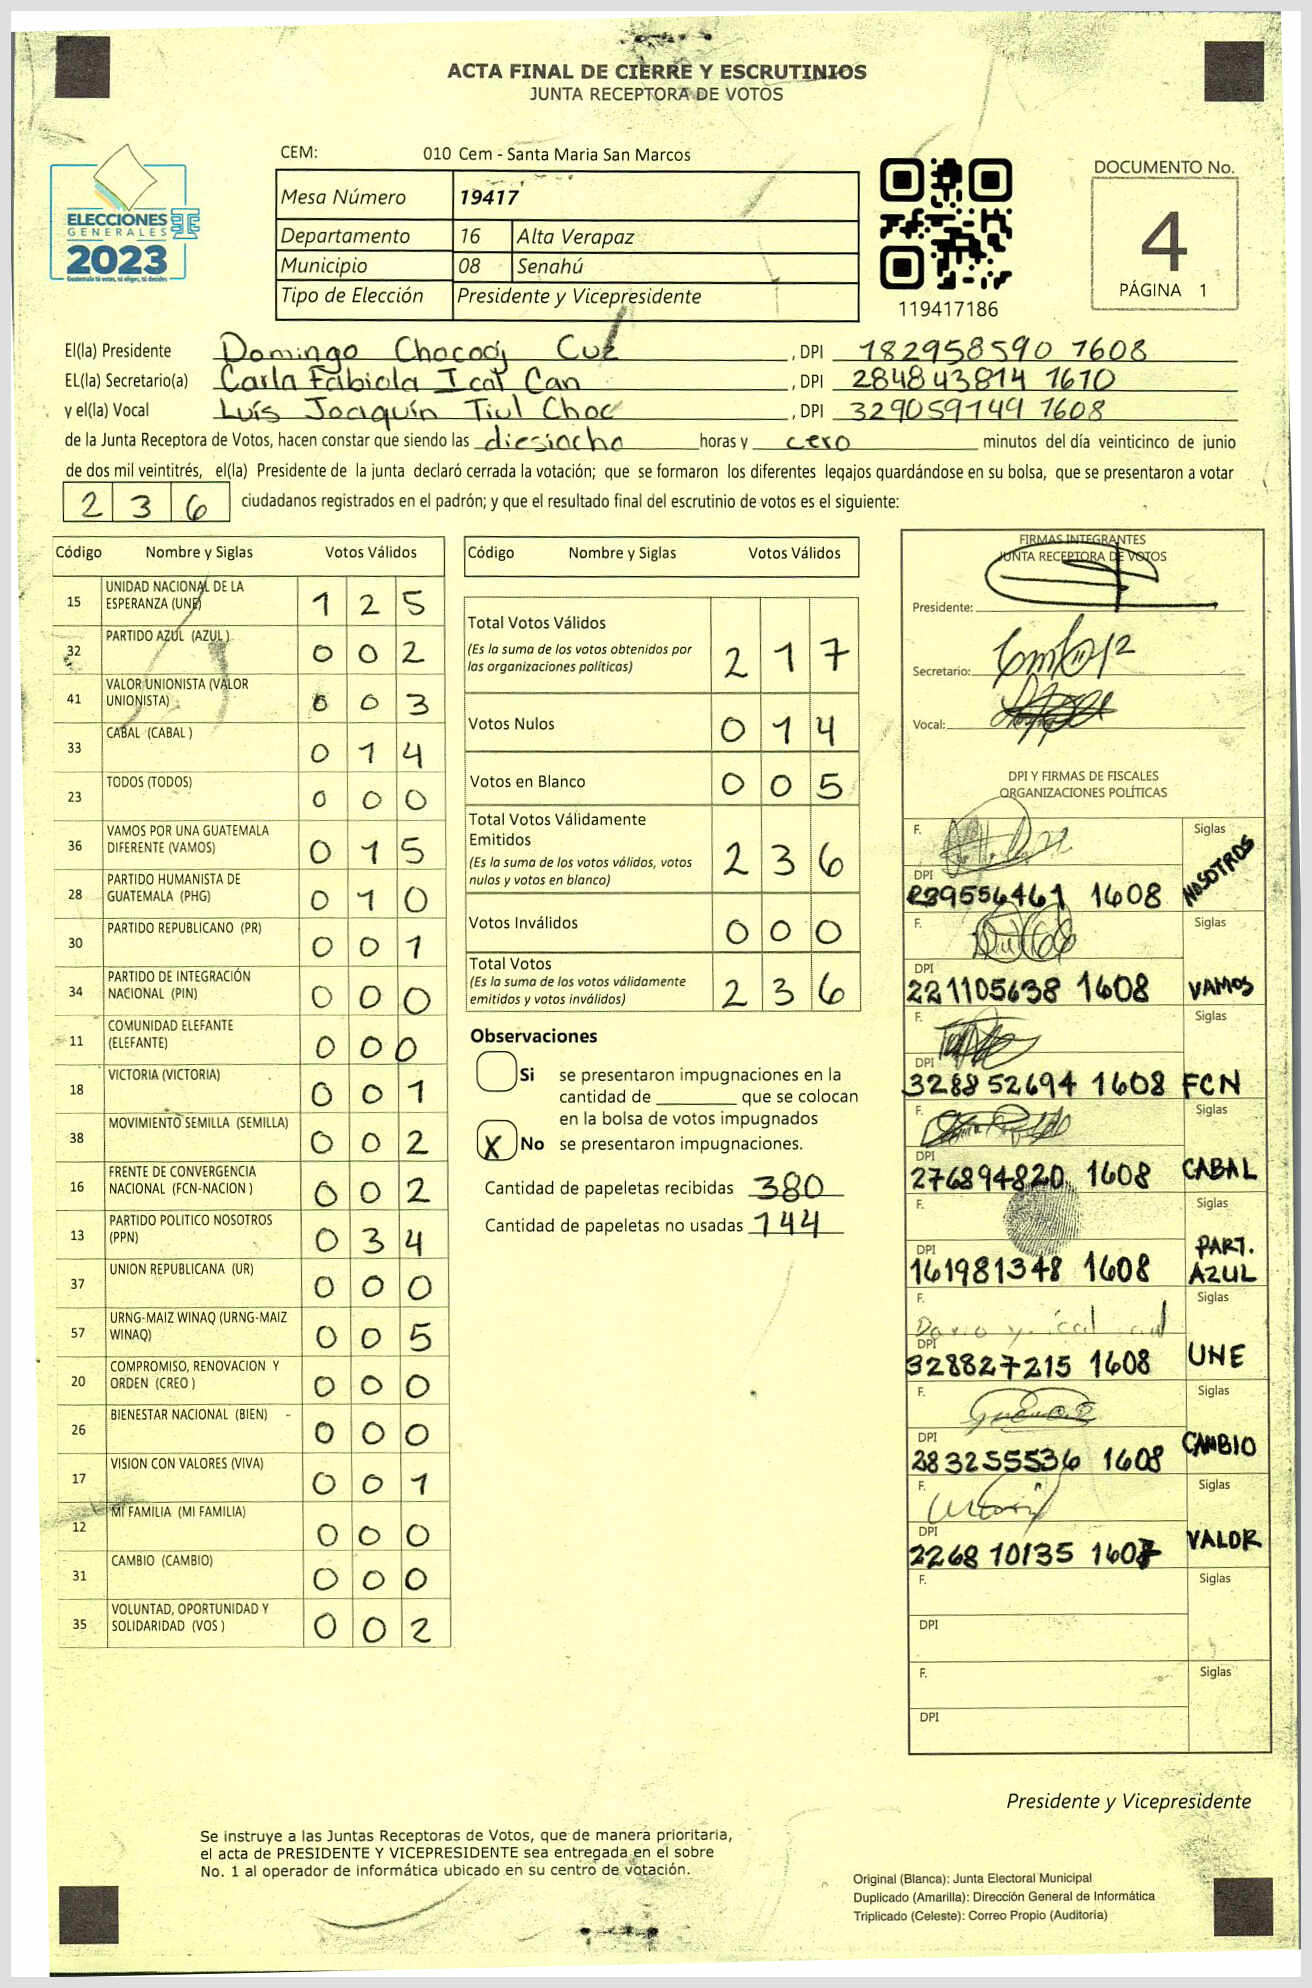 ACTA FINAL DE CIERRE Y ESCRUTINIOS
JUNTA RECEPTORA DE VOTOS
ELECCIONES
GENERALES
2023
Guatemala tú votas, tú eliges, tú decides
CEM: 010 Cem - Santa Maria San Marcos
Mesa Número 19417
Departamento 16 Alta Verapaz
Municipio 08 Senahú
Tipo de Elección Presidente y Vicepresidente
119417186
DOCUMENTO No.
4
PÁGINA 1
El(la) Presidente Domingo Chocooj Cuz, DPI 182958590 1608
EL(la) Secretario(a) Carla Fabiola Ical Can, DPI 284843814 1610
y el(la) Vocal Luis Joaquín Tiul Choc, DPI 329059149 1608
de la Junta Receptora de Votos, hacen constar que siendo las diesiocho horas y cero minutos del día veinticinco de junio
de dos mil veintitrés, el(la) Presidente de la junta declaró cerrada la votación; que se formaron los diferentes legajos quardándose en su bolsa, que se presentaron a votar
236 ciudadanos registrados en el padrón; y que el resultado final del escrutinio de votos es el siguiente:
Código Nombre y Siglas Votos Válidos
15 UNIDAD NACIONAL DE LA ESPERANZA (UNE) 1 2 5
32 PARTIDO AZUL (AZUL) 0 0 2
41 VALOR UNIONISTA (VALOR UNIONISTA) 0 0 3
33 CABAL (CABAL) 0 1 4
23 TODOS (TODOS) 0 0 0
36 VAMOS POR UNA GUATEMALA DIFERENTE (VAMOS) 0 1 5
28 PARTIDO HUMANISTA DE GUATEMALA (PHG) 0 1 0
30 PARTIDO REPUBLICANO (PR) 0 0 1
34 PARTIDO DE INTEGRACIÓN NACIONAL (PIN) 0 0 0
11 COMUNIDAD ELEFANTE (ELEFANTE) 0 0 0
18 VICTORIA (VICTORIA) 0 0 1
38 MOVIMIENTO SEMILLA (SEMILLA) 0 0 2
16 FRENTE DE CONVERGENCIA NACIONAL (FCN-NACION) 0 0 2
13 PARTIDO POLITICO NOSOTROS (PPN) 0 3 4
37 UNION REPUBLICANA (UR) 0 0 0
57 URNG-MAIZ WINAQ (URNG-MAIZ WINAQ) 0 0 5
20 COMPROMISO, RENOVACION Y ORDEN (CREO) 0 0 0
26 BIENESTAR NACIONAL (BIEN) 0 0 0
17 VISION CON VALORES (VIVA) 0 0 1
12 MI FAMILIA (MI FAMILIA) 0 0 0
31 CAMBIO (CAMBIO) 0 0 0
35 VOLUNTAD, OPORTUNIDAD Y SOLIDARIDAD (VOS) 0 0 2
Código Nombre y Siglas Votos Válidos
Total Votos Válidos 2 1 7
(Es la suma de los votos obtenidos por
las organizaciones políticas)
Votos Nulos 0 1 4
Votos en Blanco 0 0 5
Total Votos Válidamente
Emitidos 2 3 6
(Es la suma de los votos válidos, votos
nulos y votos en blanco)
Votos Inválidos 0 0 0
Total Votos 2 3 6
(Es la suma de los votos válidamente
emitidos y votos inválidos)
Observaciones
Si se presentaron impugnaciones en la
cantidad de ________ que se colocan
en la bolsa de votos impugnados
X No se presentaron impugnaciones.
Cantidad de papeletas recibidas 380
Cantidad de papeletas no usadas 144
FIRMAS INTEGRANTES
JUNTA RECEPTORA DE VOTOS
Presidente:
Secretario:
Vocal:
DPI Y FIRMAS DE FISCALES
ORGANIZACIONES POLÍTICAS
F. Siglas
DPI 239556461 1608 NOSOTROS
F. Siglas
DPI 221105638 1608 VAMOS
F. Siglas
DPI 328852694 1608 FCN
F. Siglas
DPI 276894820 1608 CABAL
F. Siglas
DPI 161981348 1608 PART. AZUL
F. Siglas
DPI 328827215 1608 UNE
F. Siglas
DPI 283255536 1608 CAMBIO
F. Siglas
DPI 226810135 1607 VALOR
F. Siglas
DPI
F. Siglas
DPI
Presidente y Vicepresidente
Se instruye a las Juntas Receptoras de Votos, que de manera prioritaria,
el acta de PRESIDENTE Y VICEPRESIDENTE sea entregada en el sobre
No. 1 al operador de informática ubicado en su centro de votación.
Original (Blanca): Junta Electoral Municipal
Duplicado (Amarilla): Dirección General de Informática
Triplicado (Celeste): Correo Propio (Auditoria)